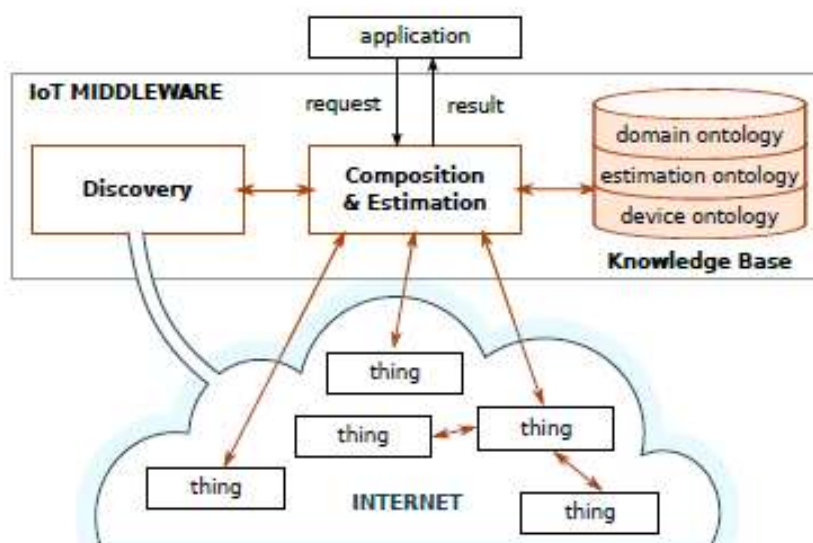 application
IoT MIDDLEWARE
request
result
domain ontology
Discovery
Composition
& Estimation
estimation ontology
device ontology
Knowledge Base
thing
thing
thing
thing
INTERNET
thing